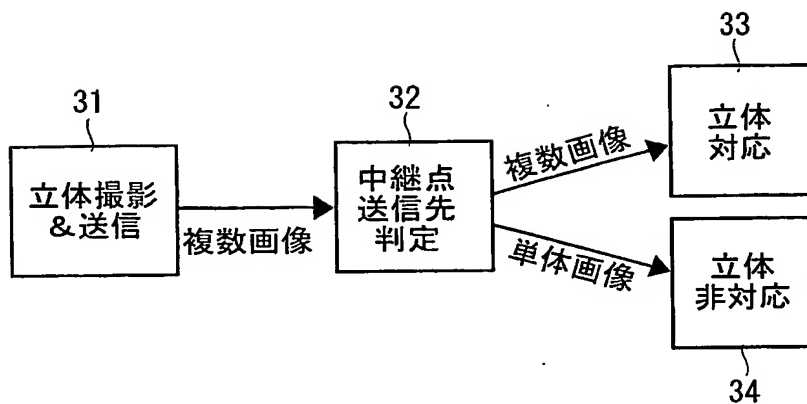 31
立体撮影
&送信
複数画像
32
中継点
送信先
判定
複数画像
単体画像
33
立体
対応
立体
非対応
34